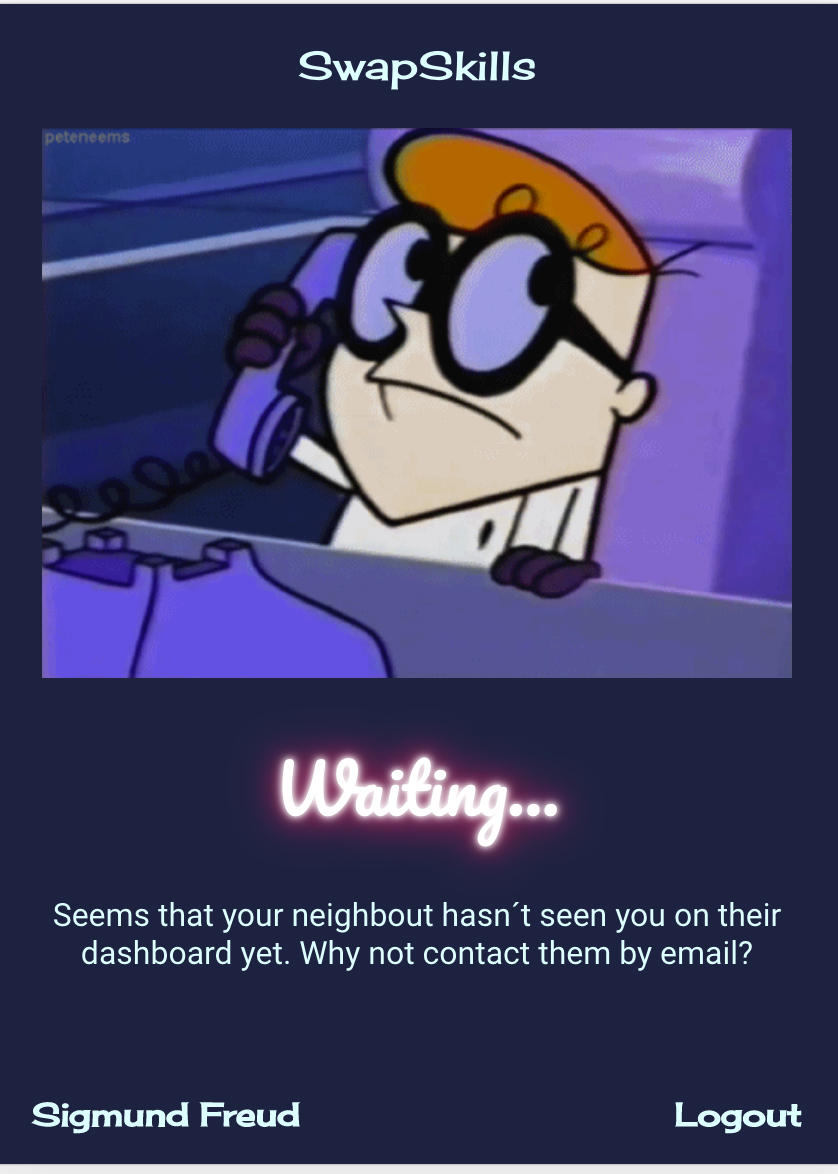 SwapSkills
peteneems
Waiting...
Seems that your neighbout hasn´t seen you on their
dashboard yet. Why not contact them by email?
Sigmund Freud
Logout